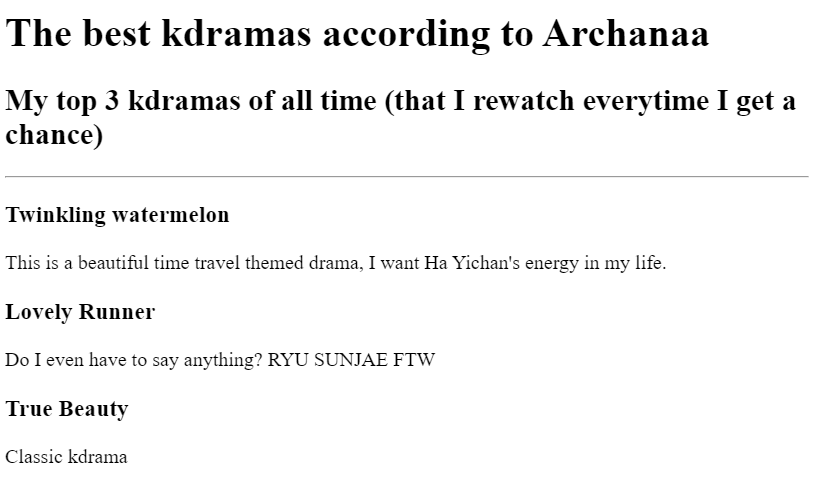 The best kdramas according to Archanaa
My top 3 kdramas of all time (that I rewatch everytime I get a
chance)
Twinkling watermelon
This is a beautiful time travel themed drama, I want Ha Yichan's energy in my life.
Lovely Runner
Do I even have to say anything? RYU SUNJAE FTW
True Beauty
Classic kdrama